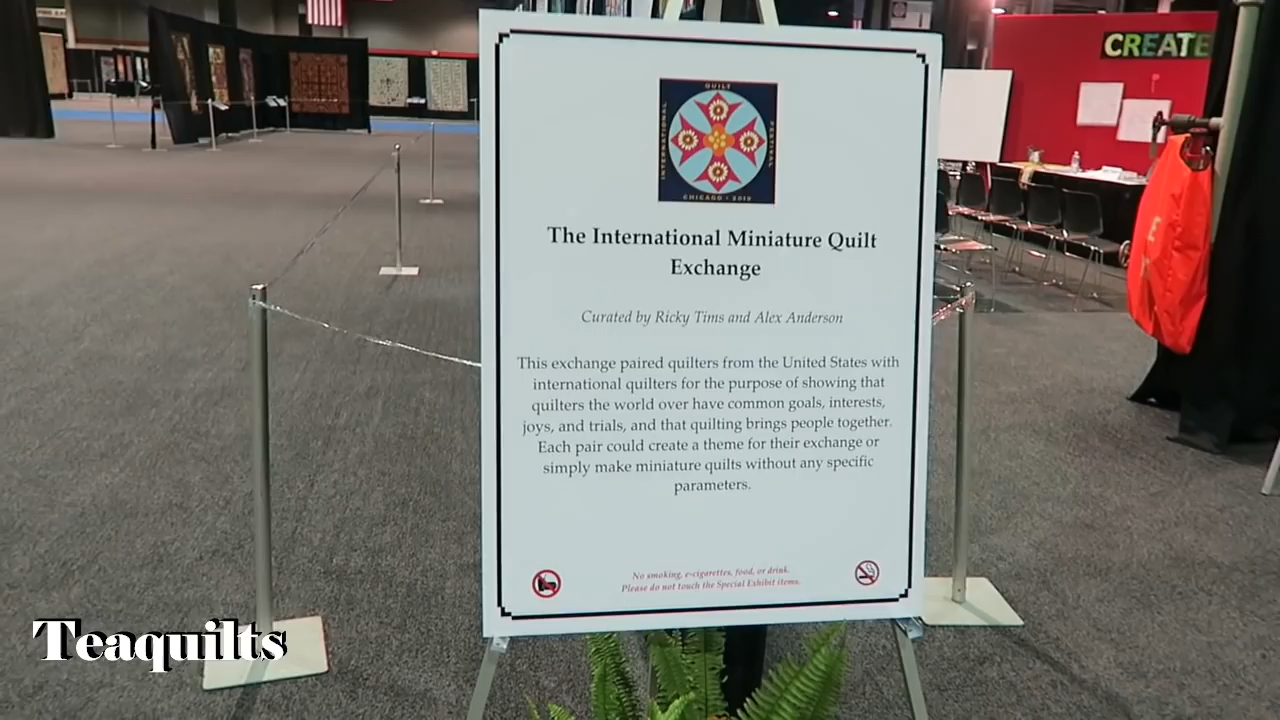 CREATE
QUILT
INTERNATIONAL
FESTIVAL
CHICAGO • 2019
The International Miniature Quilt
Exchange
Curated by Ricky Tims and Alex Anderson
This exchange paired quilters from the United States with
international quilters for the purpose of showing that
quilters the world over have common goals, interests,
joys, and trials, and that quilting brings people together.
Each pair could create a theme for their exchange or
simply make miniature quilts without any specific
parameters.
No smoking, e-cigarettes, food, or drink.
Please do not touch the Special Exhibit items.
Teaquilts